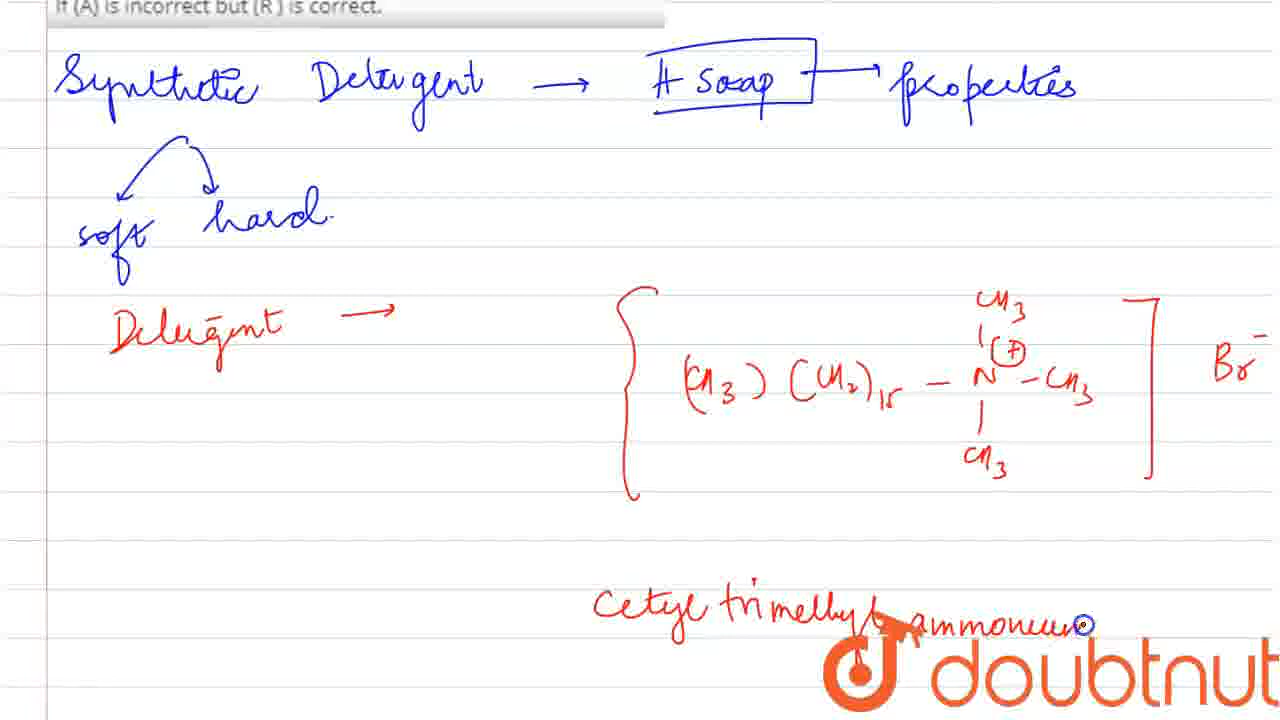 If (A) is incorrect but (R ) is correct.
Synthetic Detergent → # soap → properties
soft hard.
Detergent →
CH3
(CH3) (CH2)15 - N⊕ - CH3 Br-
CH3
Cetyl trimethyl ammonium
doubtnut